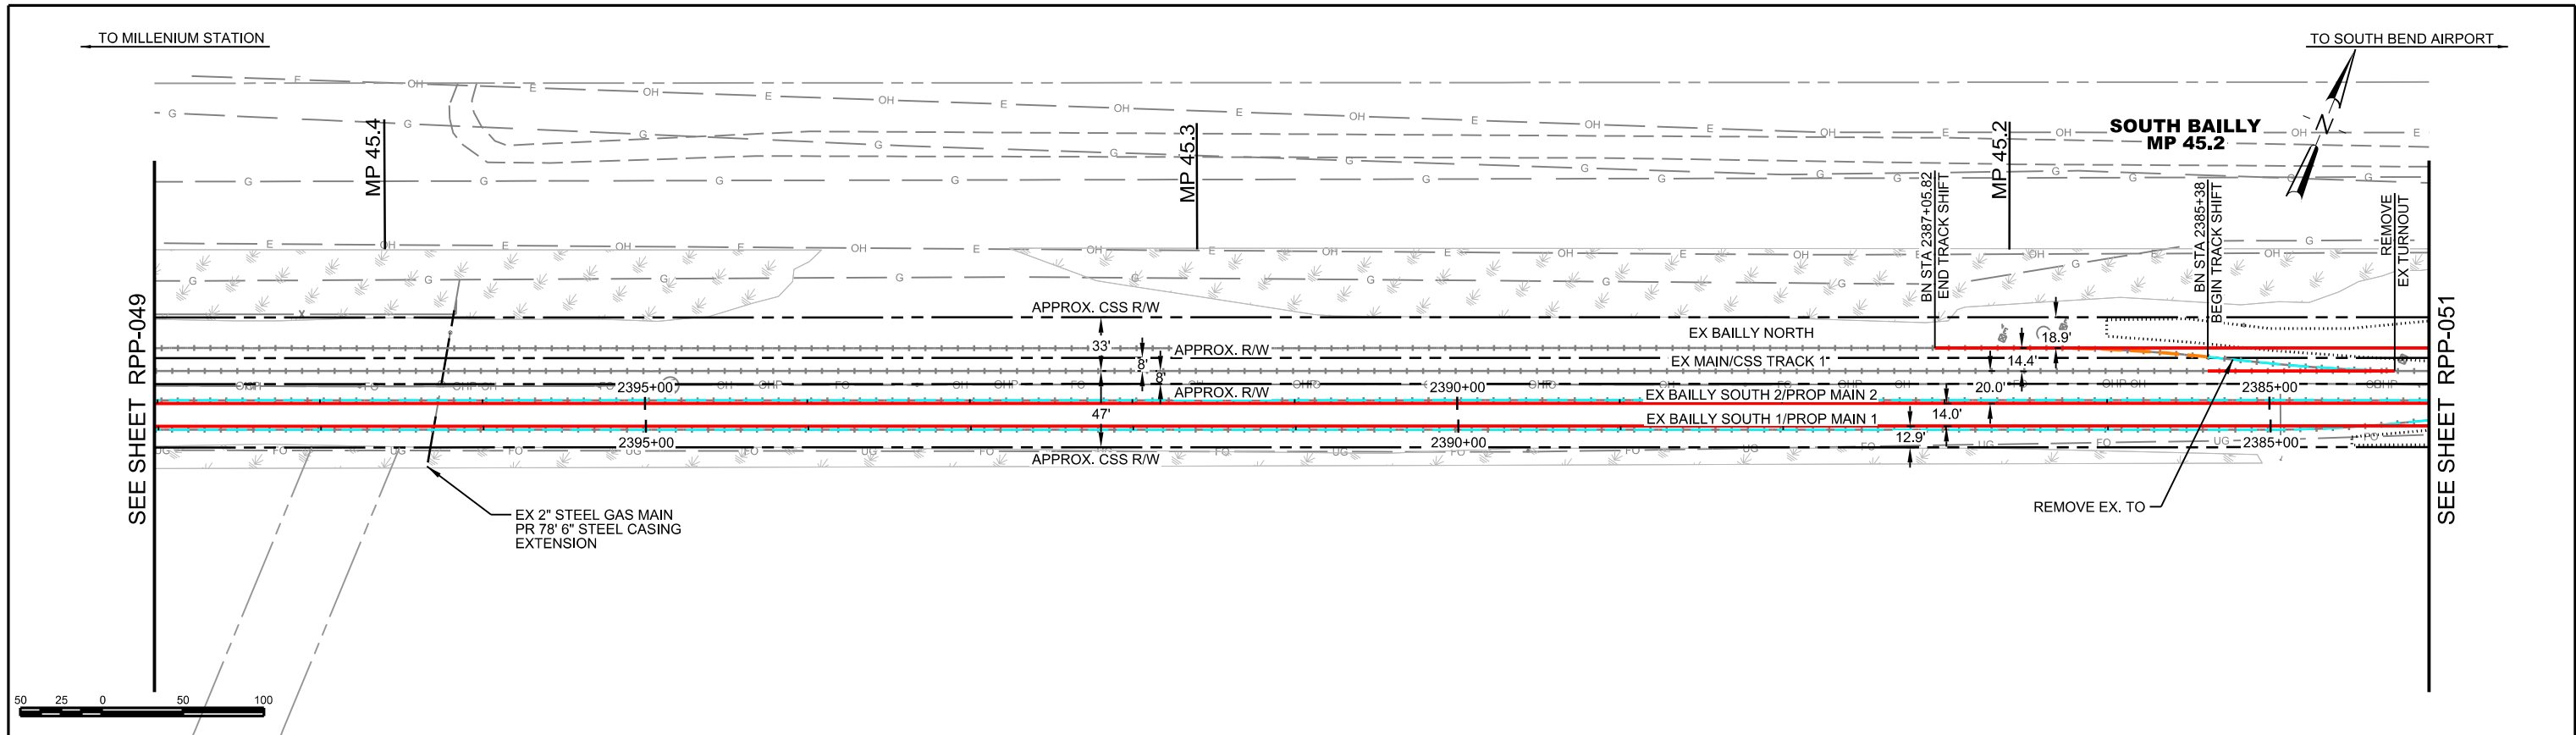 TO MILLENIUM STATION
TO SOUTH BEND AIRPORT
N
SOUTH BAILLY
MP 45.2
MP 45.4
MP 45.3
MP 45.2
BN STA 2387+05.82
END TRACK SHIFT
BN STA 2385+38
BEGIN TRACK SHIFT
REMOVE
EX TURNOUT
SEE SHEET RPP-049
SEE SHEET RPP-051
APPROX. CSS R/W
EX BAILLY NORTH
18.9'
33'
APPROX. R/W
EX MAIN/CSS TRACK 1
14.4'
8'
8'
2395+00
2390+00
20.0'
2385+00
APPROX. R/W
EX BAILLY SOUTH 2/PROP MAIN 2
47'
14.0'
EX BAILLY SOUTH 1/PROP MAIN 1
2395+00
2390+00
12.9'
2385+00
APPROX. CSS R/W
REMOVE EX. TO
EX 2" STEEL GAS MAIN
PR 78' 6" STEEL CASING
EXTENSION
50 25 0 50 100